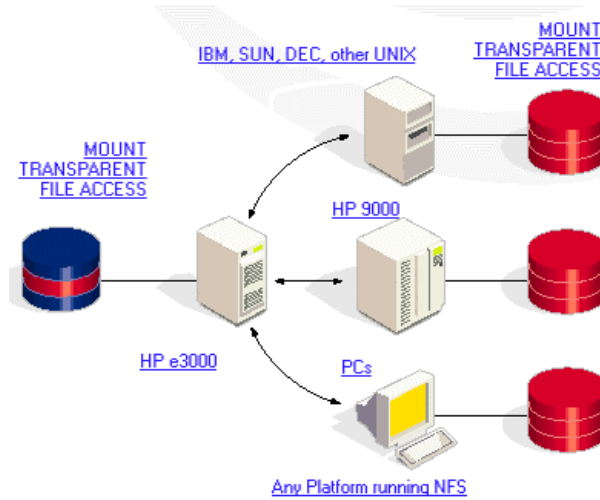 MOUNT
TRANSPARENT
FILE ACCESS
IBM, SUN, DEC, other UNIX
MOUNT
TRANSPARENT
FILE ACCESS
HP 9000
HP e3000
PCs
Any Platform running NFS